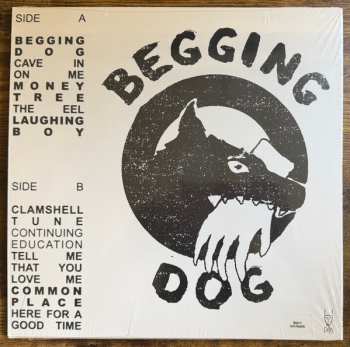 SIDE A
BEGGING
DOG
CAVE IN
ON ME
MONEY
TREE
THE EEL
LAUGHING
BOY
SIDE B
CLAMSHELL
TUNE
CONTINUING
EDUCATION
TELL ME
THAT YOU
LOVE ME
COMMON
PLACE
HERE FOR A
GOOD TIME
BEGGING
DOG